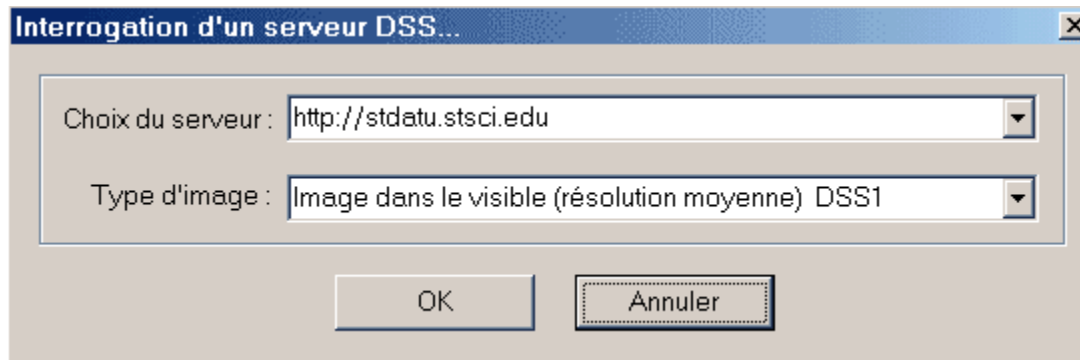 Interrogation d'un serveur DSS...
Choix du serveur : http://stdatu.stsci.edu
Type d'image : Image dans le visible (résolution moyenne) DSS1
OK Annuler